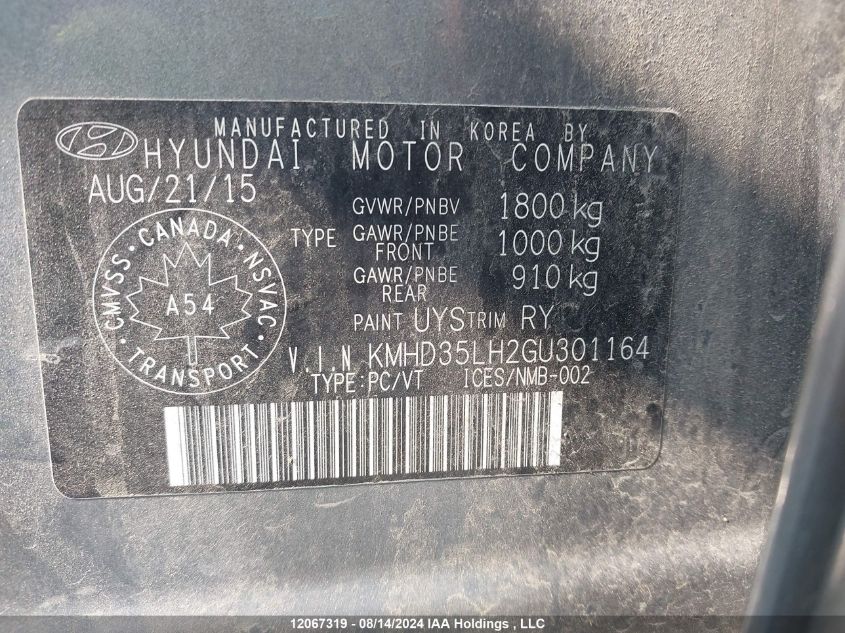 MANUFACTURED IN KOREA BY
HYUNDAI MOTOR COMPANY
AUG/21/15
GVWR/PNBV 1800 kg
TYPE GAWR/PNBE FRONT 1000 kg
GAWR/PNBE REAR 910 kg
CMVSS • CANADA • NSVAC
A54
TRANSPORT
PAINT UYS TRIM RY
V.I.N KMHD35LH2GU301164
TYPE:PC/VT ICES/NMB-002
12067319 - 08/14/2024 IAA Holdings , LLC